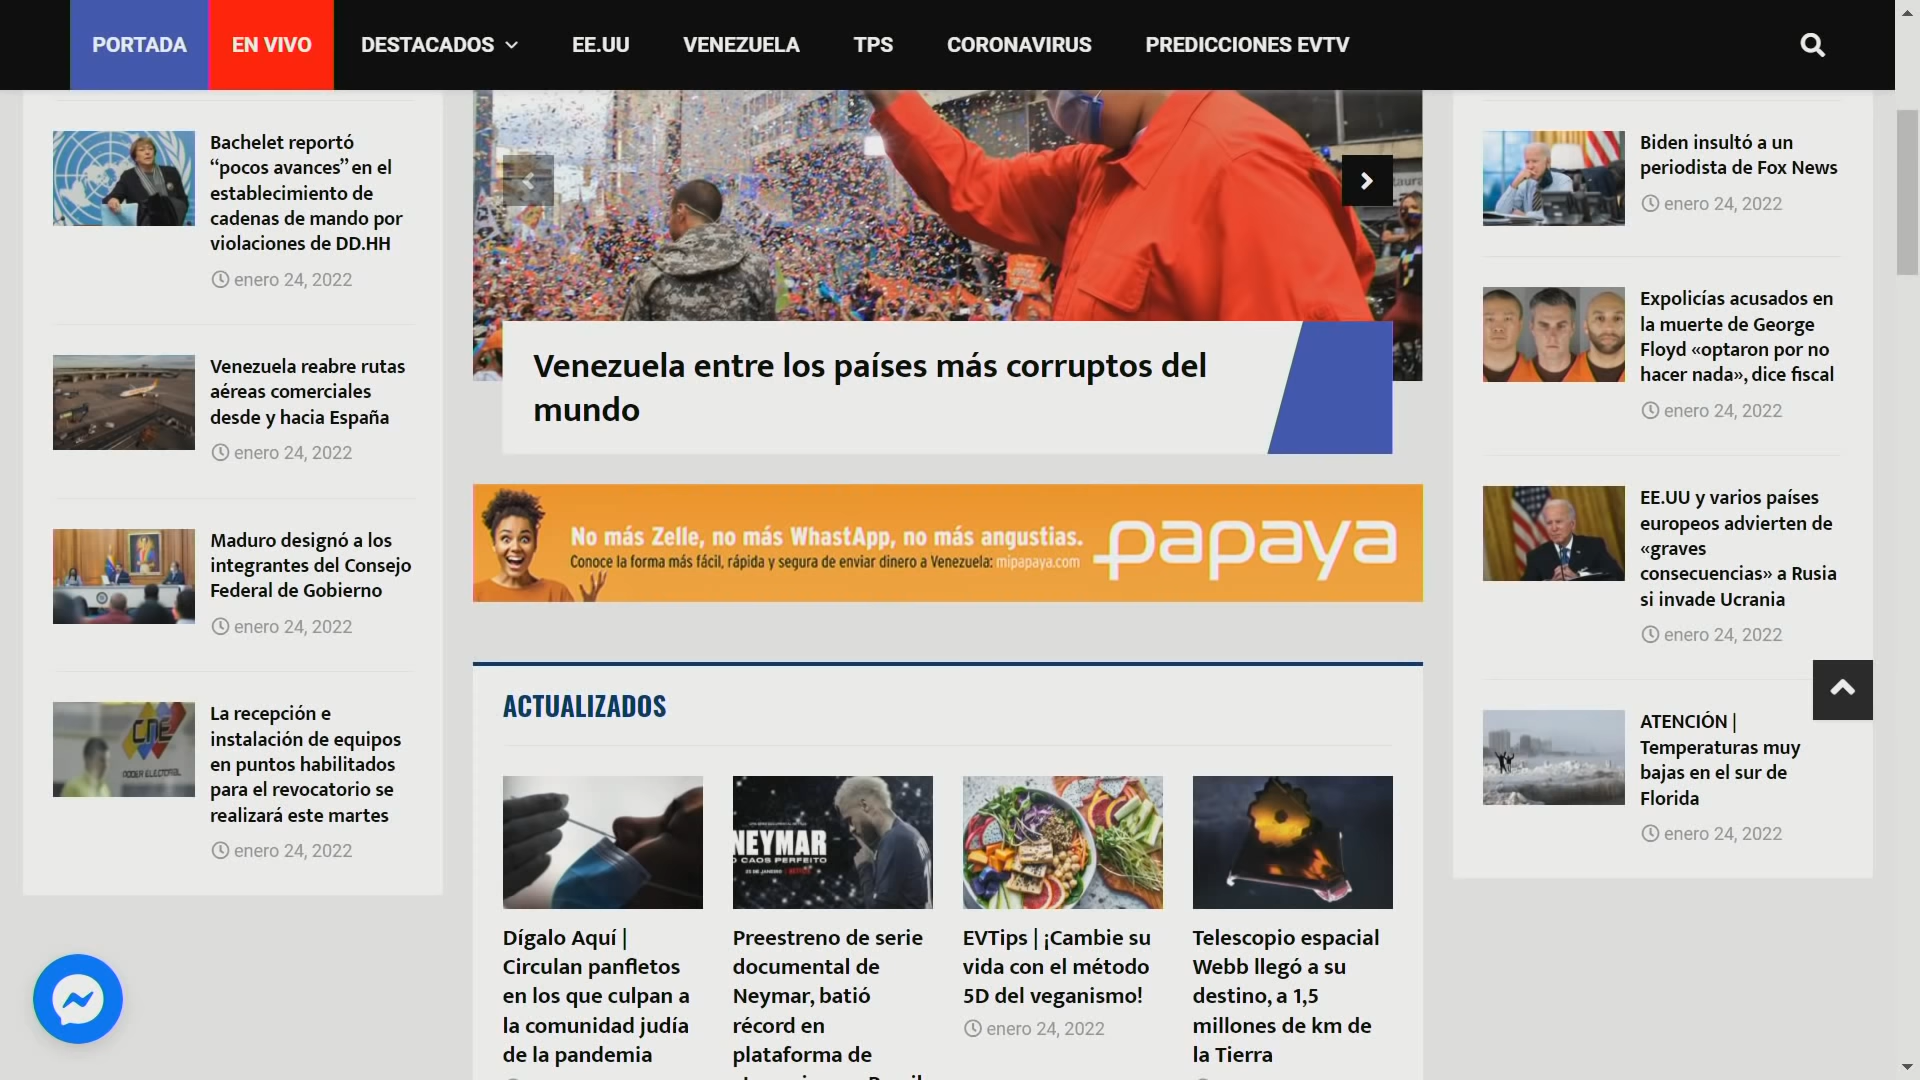 PORTADA
EN VIVO
DESTACADOS
EE.UU
VENEZUELA
TPS
CORONAVIRUS
PREDICCIONES EVTV
Bachelet reportó
“pocos avances” en el
establecimiento de
cadenas de mando por
violaciones de DD.HH
enero 24, 2022
Venezuela reabre rutas
aéreas comerciales
desde y hacia España
enero 24, 2022
Maduro designó a los
integrantes del Consejo
Federal de Gobierno
enero 24, 2022
CNE
PODER ELECTORAL
La recepción e
instalación de equipos
en puntos habilitados
para el revocatorio se
realizará este martes
enero 24, 2022
Venezuela entre los países más corruptos del
mundo
No más Zelle, no más WhastApp, no más angustias.
Conoce la forma más fácil, rápida y segura de enviar dinero a Venezuela: mipapaya.com
papaya
ACTUALIZADOS
Dígalo Aquí |
Circulan panfletos
en los que culpan a
la comunidad judía
de la pandemia
NEYMAR
O CAOS PERFEITO
25 DE JANEIRO | NETFLIX
Preestreno de serie
documental de
Neymar, batió
récord en
plataforma de
EVTips | ¡Cambie su
vida con el método
5D del veganismo!
enero 24, 2022
Telescopio espacial
Webb llegó a su
destino, a 1,5
millones de km de
la Tierra
Biden insultó a un
periodista de Fox News
enero 24, 2022
Expolicías acusados en
la muerte de George
Floyd «optaron por no
hacer nada», dice fiscal
enero 24, 2022
EE.UU y varios países
europeos advierten de
«graves
consecuencias» a Rusia
si invade Ucrania
enero 24, 2022
ATENCIÓN |
Temperaturas muy
bajas en el sur de
Florida
enero 24, 2022